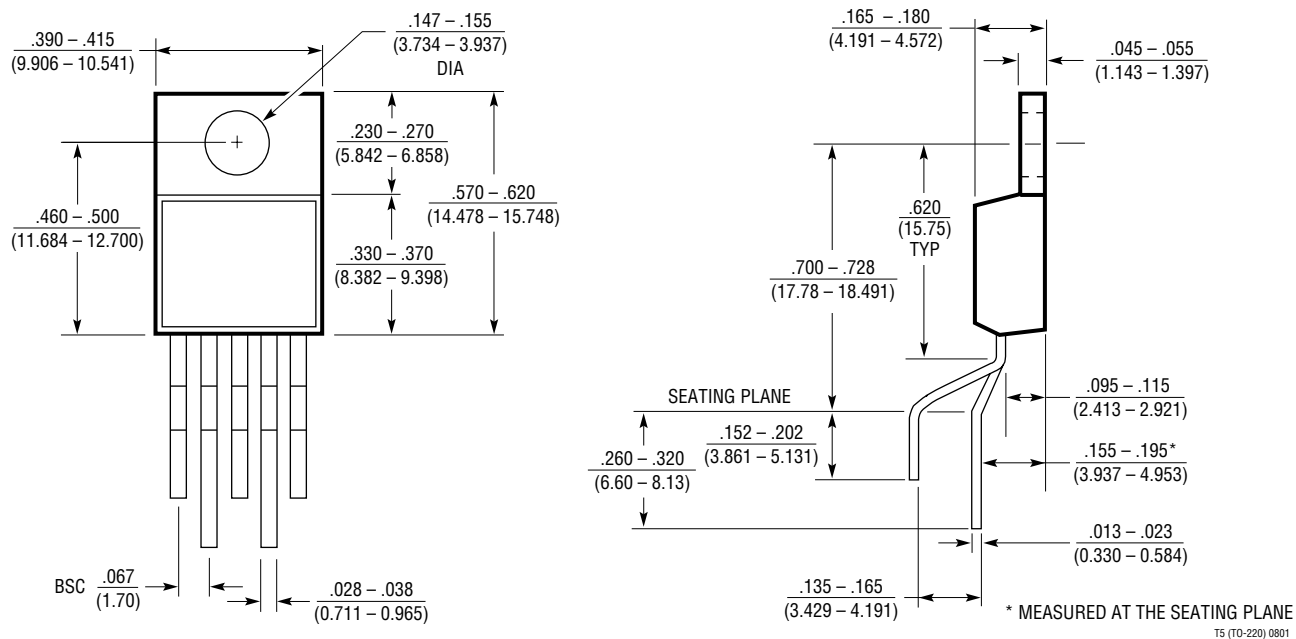 .390 – .415
(9.906 – 10.541)
.147 – .155
(3.734 – 3.937)
DIA
.230 – .270
(5.842 – 6.858)
.570 – .620
(14.478 – 15.748)
.460 – .500
(11.684 – 12.700)
.330 – .370
(8.382 – 9.398)
BSC
.067
(1.70)
.028 – .038
(0.711 – 0.965)
.165 – .180
(4.191 – 4.572)
.045 – .055
(1.143 – 1.397)
.620
(15.75)
TYP
.700 – .728
(17.78 – 18.491)
SEATING PLANE
.152 – .202
(3.861 – 5.131)
.260 – .320
(6.60 – 8.13)
.095 – .115
(2.413 – 2.921)
.155 – .195*
(3.937 – 4.953)
.013 – .023
(0.330 – 0.584)
.135 – .165
(3.429 – 4.191)
* MEASURED AT THE SEATING PLANE
T5 (TO-220) 0801